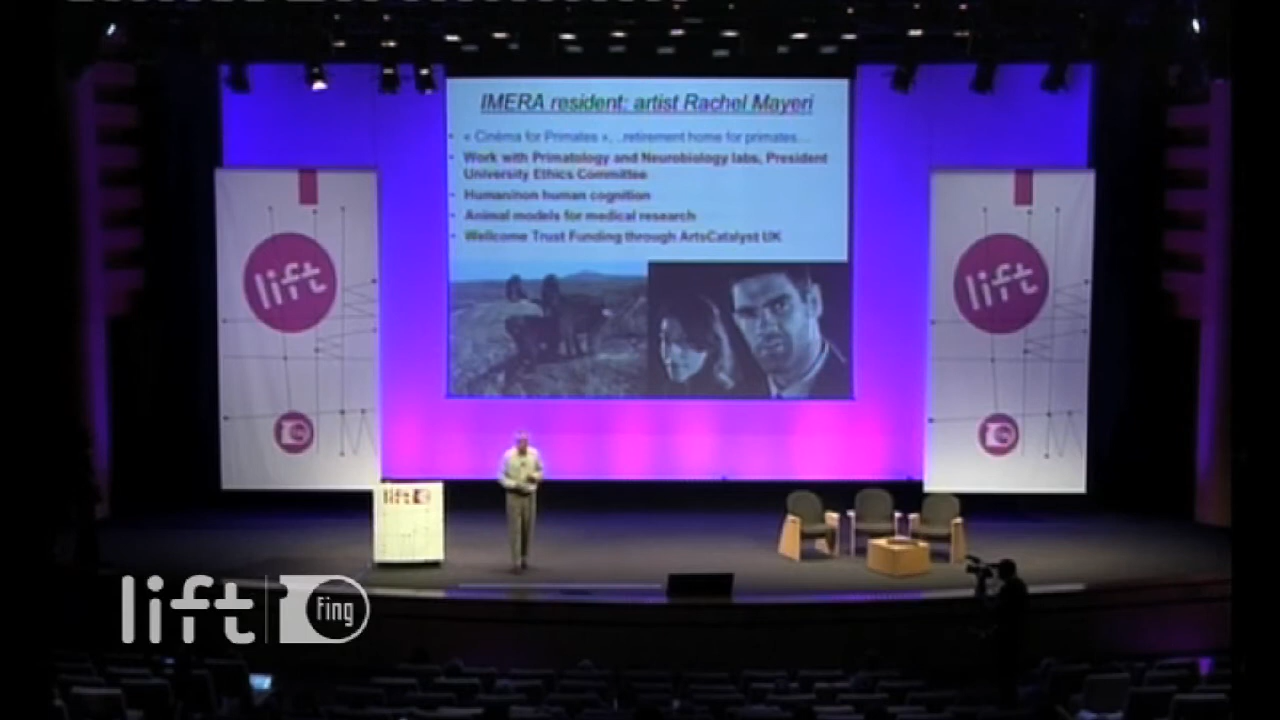 IMERA resident: artist Rachel Mayeri
• « Cinéma for Primates », ..retirement home for primates…
• Work with Primatology and Neurobiology labs, President
University Ethics Committee
• Human/non human cognition
• Animal models for medical research
• Wellcome Trust Funding through ArtsCatalyst UK
lift
lift
lift
lift
Fing